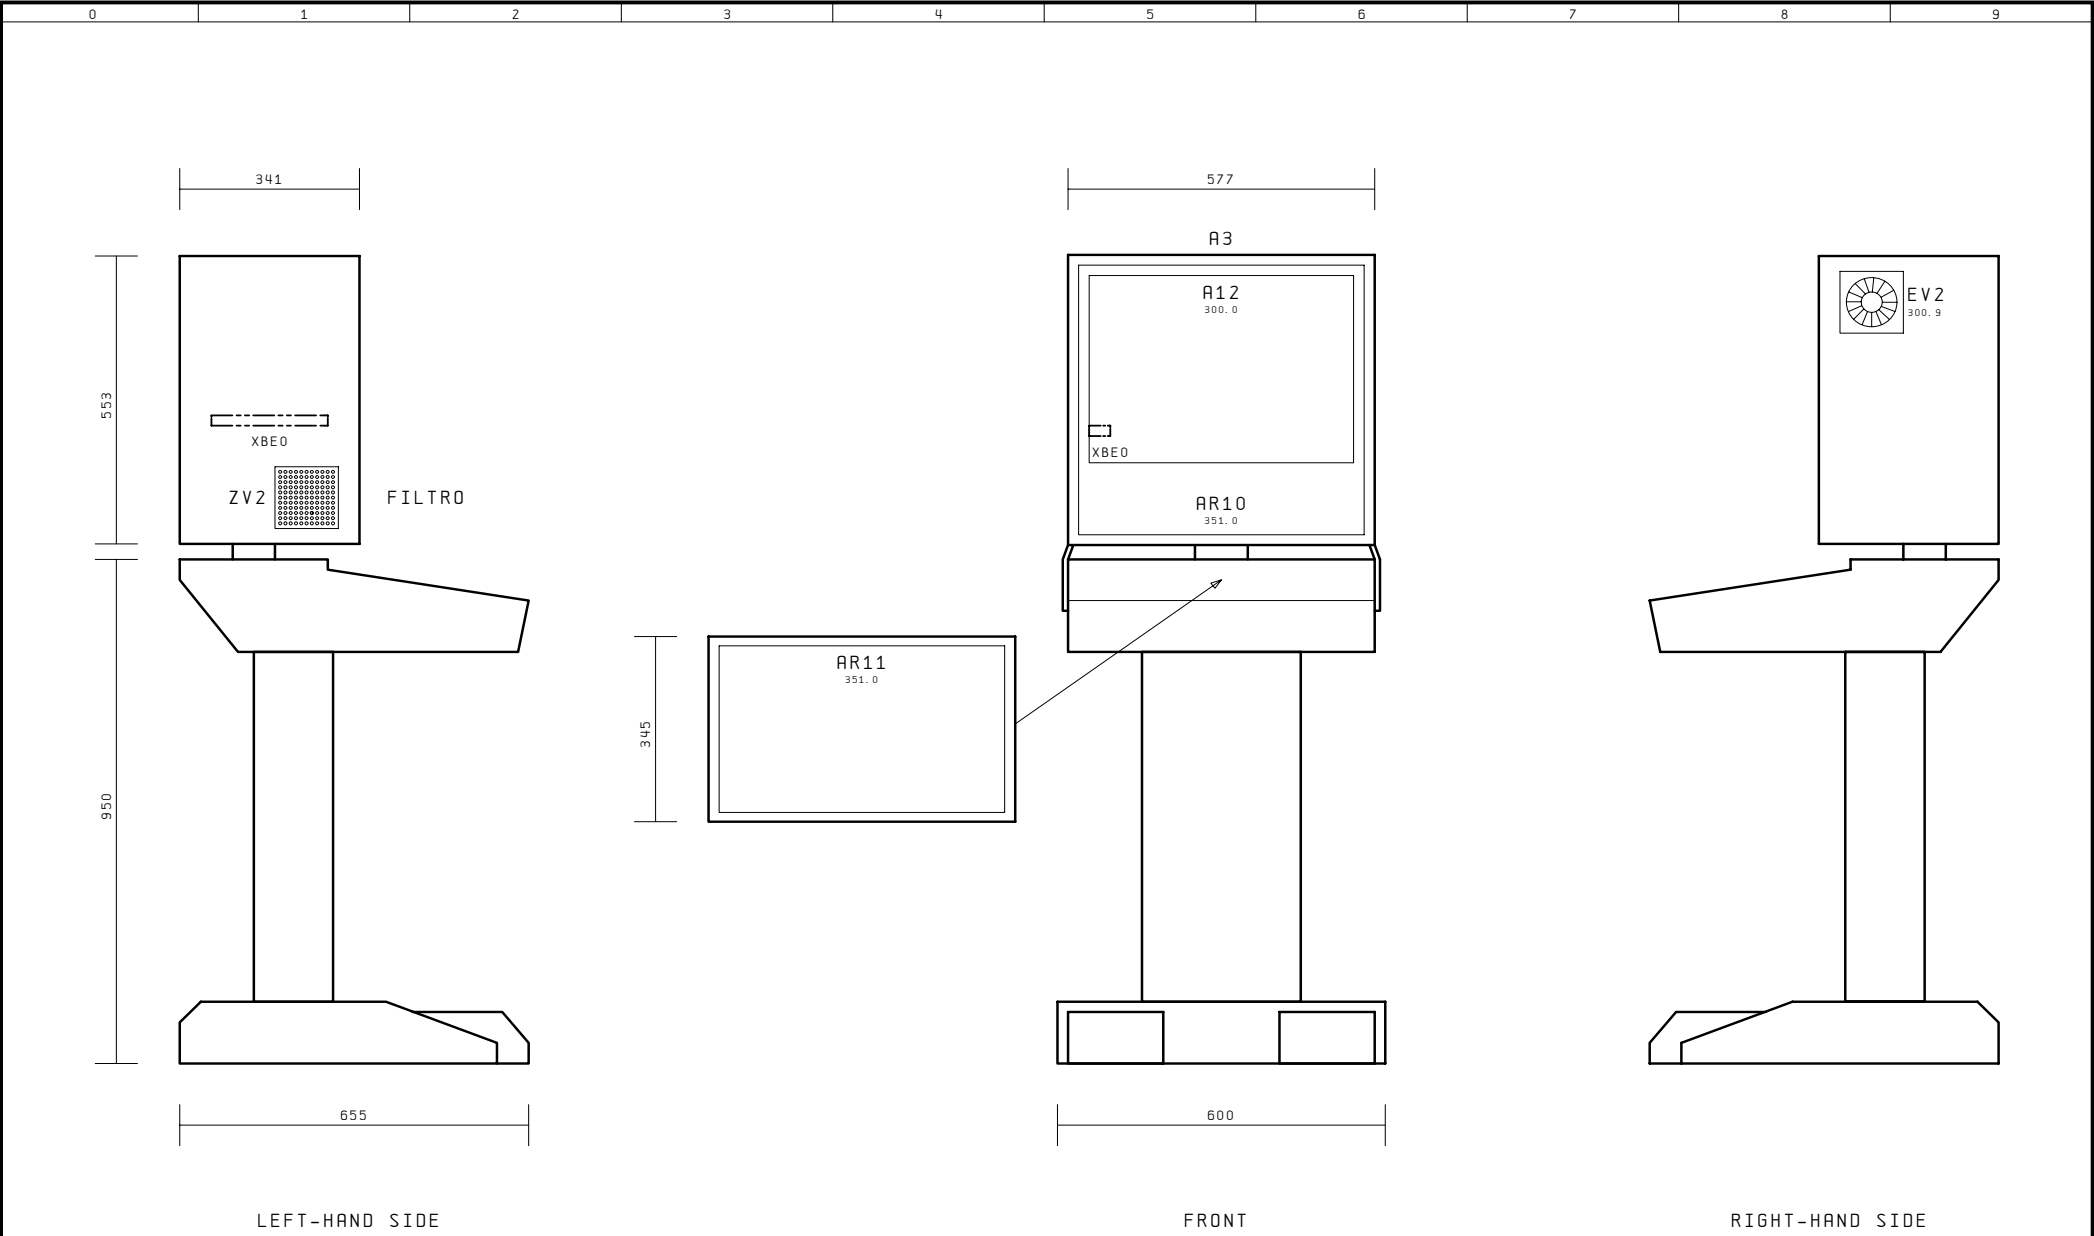 0 1 2 3 4 5 6 7 8 9
341
577
A3
A12
300.0
EV2
300.9
553
XBE0
XBE0
ZV2
FILTRO
AR10
351.0
AR11
351.0
345
950
655
600
LEFT-HAND SIDE
FRONT
RIGHT-HAND SIDE